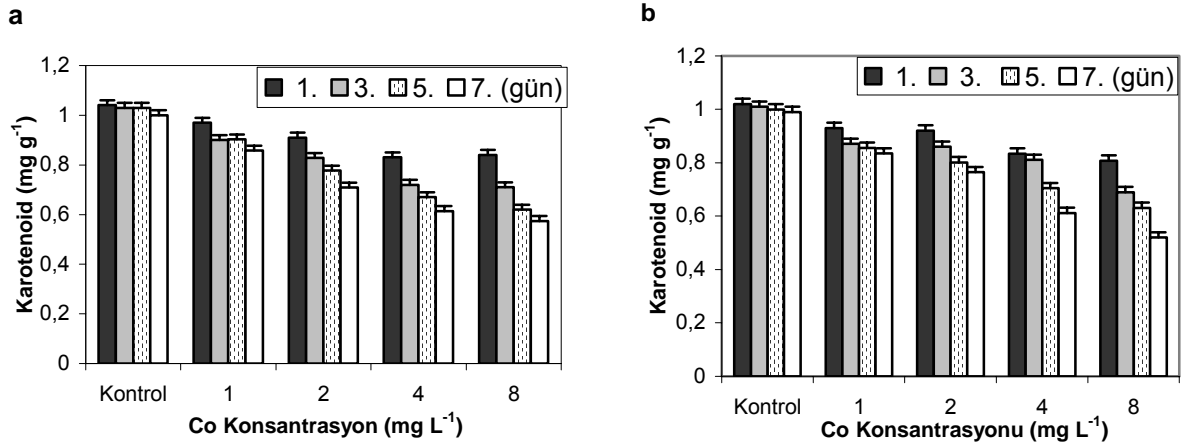 a
1,2
1
0,8
0,6
0,4
0,2
0
Karotenoid (mg g-1)
1. 3. 5. 7. (gün)
Kontrol 1 2 4 8
Co Konsantrasyon (mg L-1)
b
1,2
1
0,8
0,6
0,4
0,2
0
Karotenoid (mg g-1)
1. 3. 5. 7. (gün)
Kontrol 1 2 4 8
Co Konsantrasyonu (mg L-1)